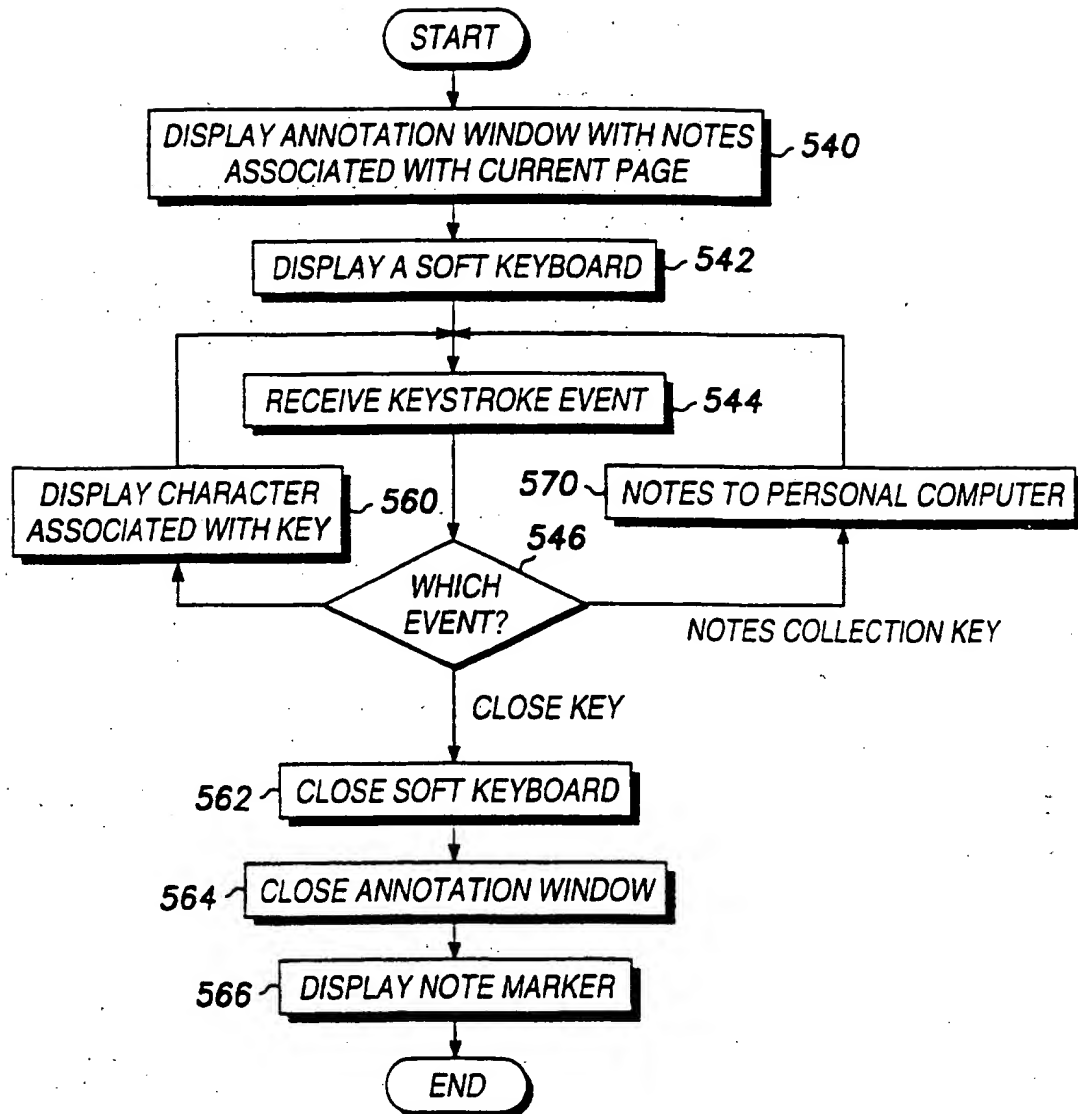 START
DISPLAY ANNOTATION WINDOW WITH NOTES
ASSOCIATED WITH CURRENT PAGE
540
DISPLAY A SOFT KEYBOARD
542
RECEIVE KEYSTROKE EVENT
544
DISPLAY CHARACTER
ASSOCIATED WITH KEY
560
570
NOTES TO PERSONAL COMPUTER
546
WHICH
EVENT?
NOTES COLLECTION KEY
CLOSE KEY
562
CLOSE SOFT KEYBOARD
564
CLOSE ANNOTATION WINDOW
566
DISPLAY NOTE MARKER
END